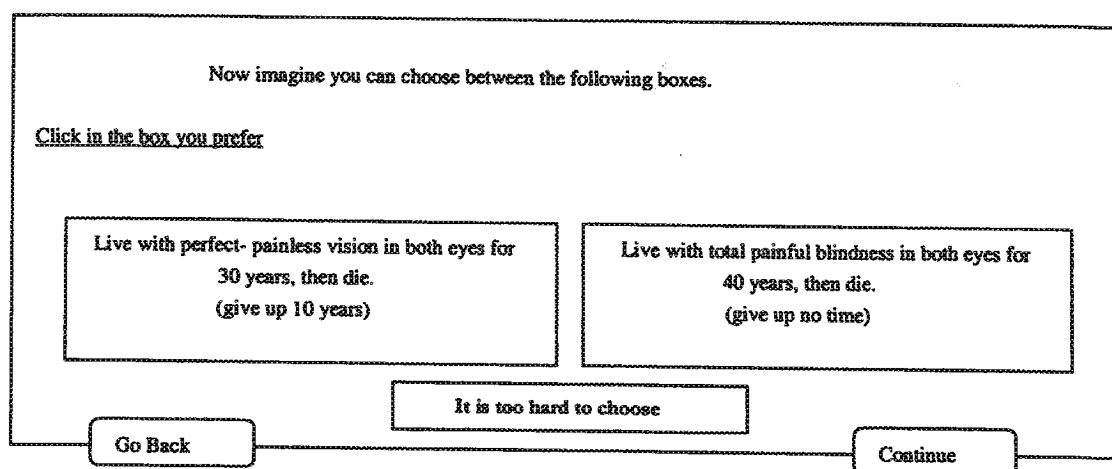 Now imagine you can choose between the following boxes.
Click in the box you prefer
Live with perfect- painless vision in both eyes for
30 years, then die.
(give up 10 years)
Live with total painful blindness in both eyes for
40 years, then die.
(give up no time)
It is too hard to choose
Go Back
Continue